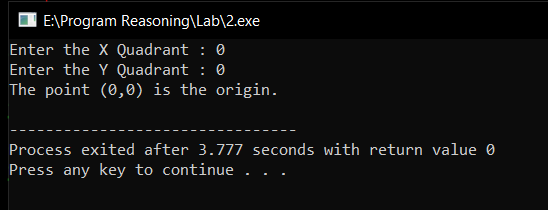 E:\Program Reasoning\Lab\2.exe
Enter the X Quadrant : 0
Enter the Y Quadrant : 0
The point (0,0) is the origin.
--------------------------------
Process exited after 3.777 seconds with return value 0
Press any key to continue . . .